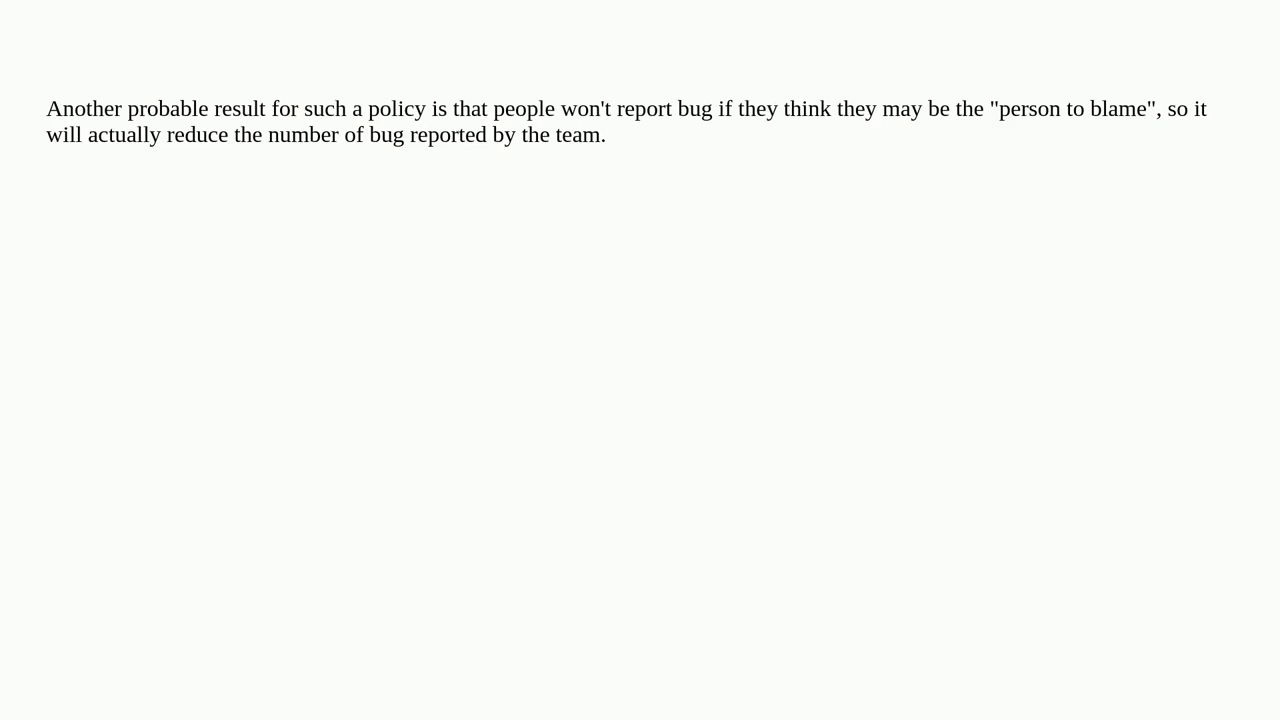 Another probable result for such a policy is that people won't report bug if they think they may be the "person to blame", so it
will actually reduce the number of bug reported by the team.